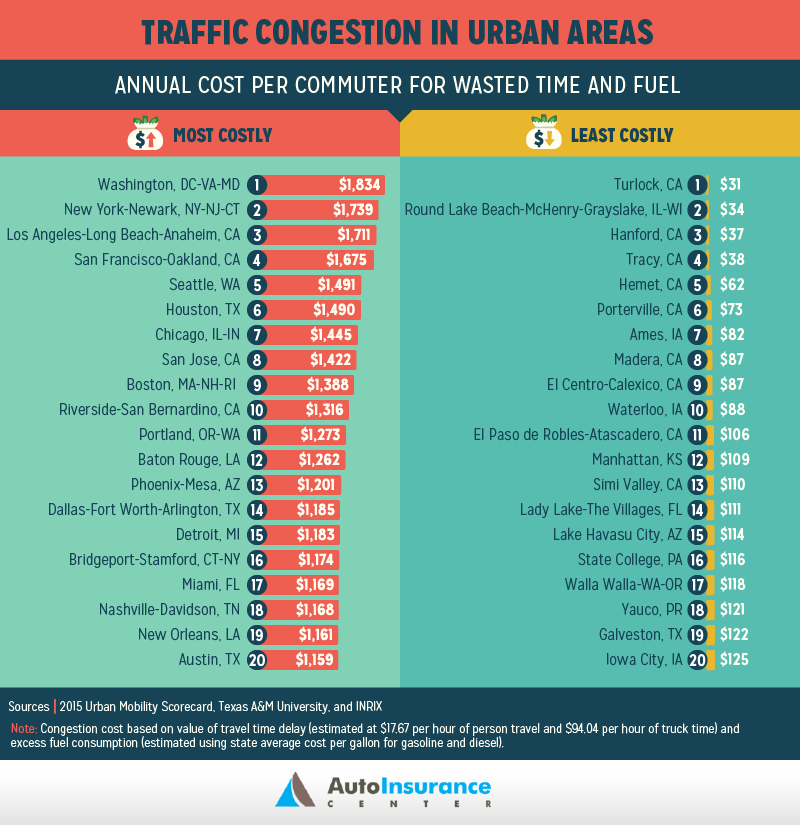 TRAFFIC CONGESTION IN URBAN AREAS
ANNUAL COST PER COMMUTER FOR WASTED TIME AND FUEL
$ MOST COSTLY
Washington, DC-VA-MD 1 $1,834
New York-Newark, NY-NJ-CT 2 $1,739
Los Angeles-Long Beach-Anaheim, CA 3 $1,711
San Francisco-Oakland, CA 4 $1,675
Seattle, WA 5 $1,491
Houston, TX 6 $1,490
Chicago, IL-IN 7 $1,445
San Jose, CA 8 $1,422
Boston, MA-NH-RI 9 $1,388
Riverside-San Bernardino, CA 10 $1,316
Portland, OR-WA 11 $1,273
Baton Rouge, LA 12 $1,262
Phoenix-Mesa, AZ 13 $1,201
Dallas-Fort Worth-Arlington, TX 14 $1,185
Detroit, MI 15 $1,183
Bridgeport-Stamford, CT-NY 16 $1,174
Miami, FL 17 $1,169
Nashville-Davidson, TN 18 $1,168
New Orleans, LA 19 $1,161
Austin, TX 20 $1,159
$ LEAST COSTLY
Turlock, CA 1 $31
Round Lake Beach-McHenry-Grayslake, IL-WI 2 $34
Hanford, CA 3 $37
Tracy, CA 4 $38
Hemet, CA 5 $62
Porterville, CA 6 $73
Ames, IA 7 $82
Madera, CA 8 $87
El Centro-Calexico, CA 9 $87
Waterloo, IA 10 $88
El Paso de Robles-Atascadero, CA 11 $106
Manhattan, KS 12 $109
Simi Valley, CA 13 $110
Lady Lake-The Villages, FL 14 $111
Lake Havasu City, AZ 15 $114
State College, PA 16 $116
Walla Walla-WA-OR 17 $118
Yauco, PR 18 $121
Galveston, TX 19 $122
Iowa City, IA 20 $125
Sources | 2015 Urban Mobility Scorecard, Texas A&M University, and INRIX
Note: Congestion cost based on value of travel time delay (estimated at $17.67 per hour of person travel and $94.04 per hour of truck time) and
excess fuel consumption (estimated using state average cost per gallon for gasoline and diesel).
AutoInsurance
CENTER